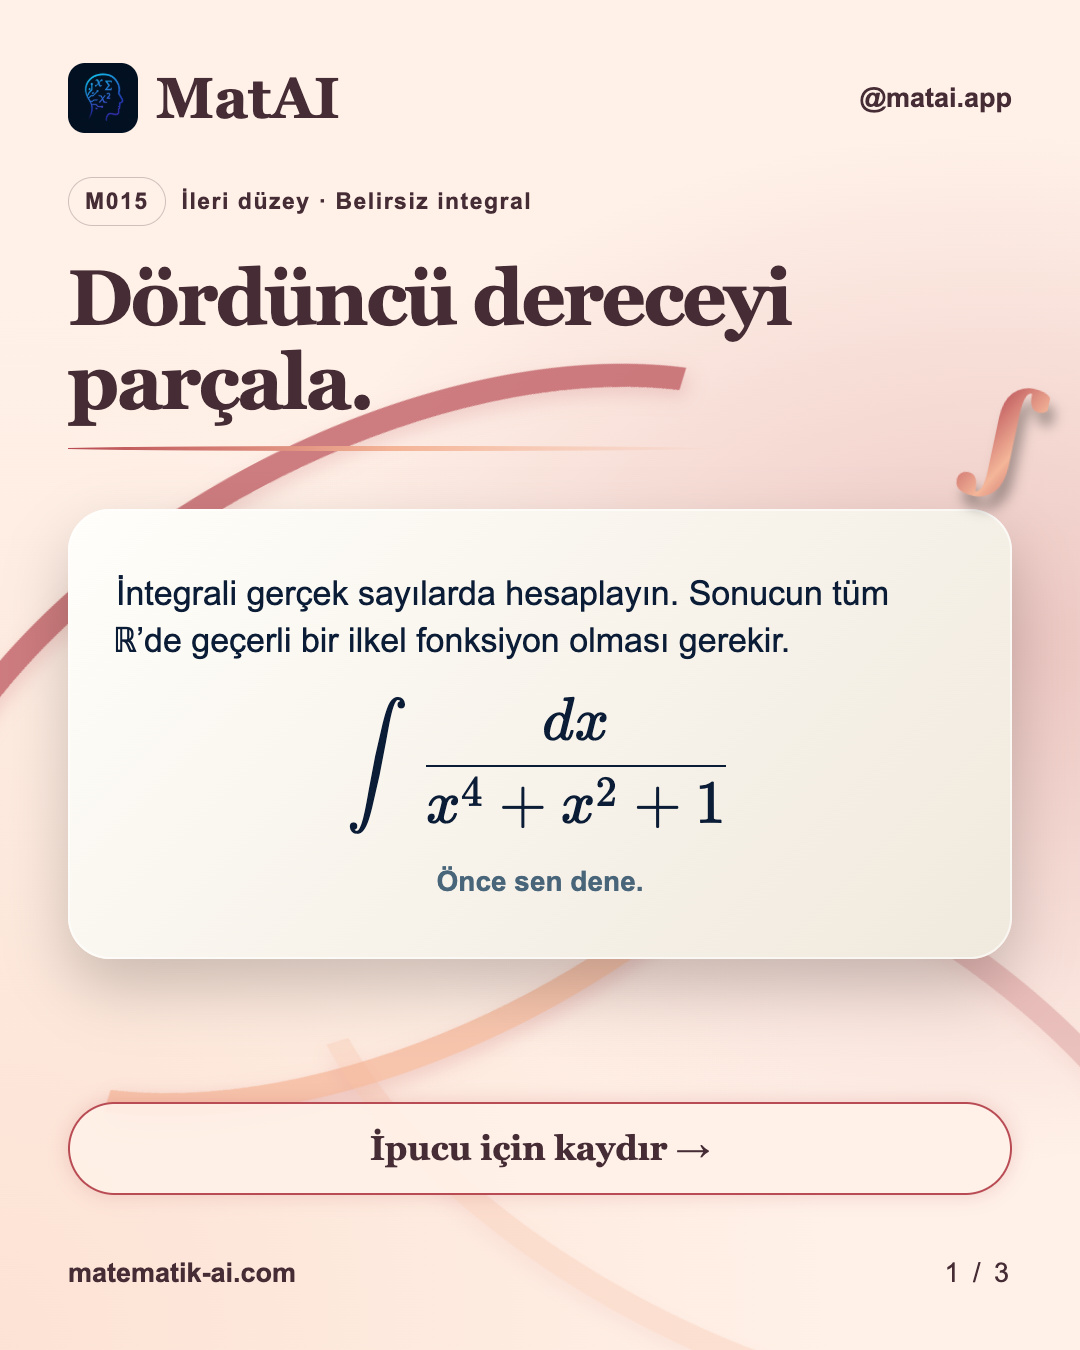 MatAI
@matai.app
M015 İleri düzey · Belirsiz integral
Dördüncü dereceyi
parçala.
∫
İntegrali gerçek sayılarda hesaplayın. Sonucun tüm
ℝ’de geçerli bir ilkel fonksiyon olması gerekir.
∫ dx / (x⁴ + x² + 1)
Önce sen dene.
İpucu için kaydır →
matematik-ai.com
1 / 3